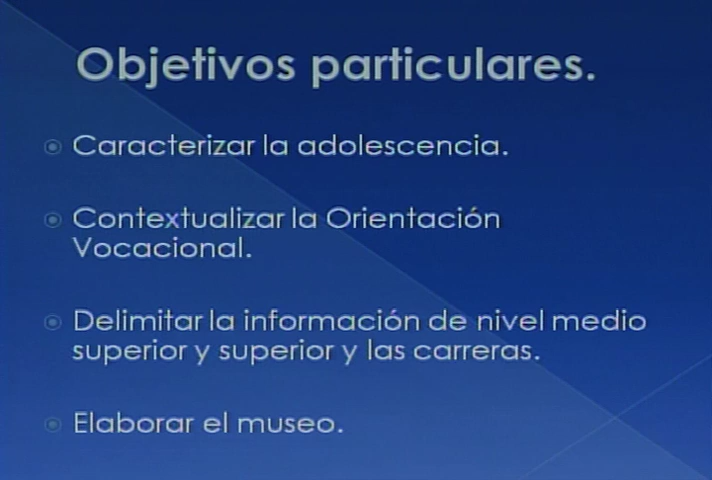 Objetivos particulares.
Caracterizar la adolescencia.
Contextualizar la Orientación
Vocacional.
Delimitar la información de nivel medio
superior y superior y las carreras.
Elaborar el museo.